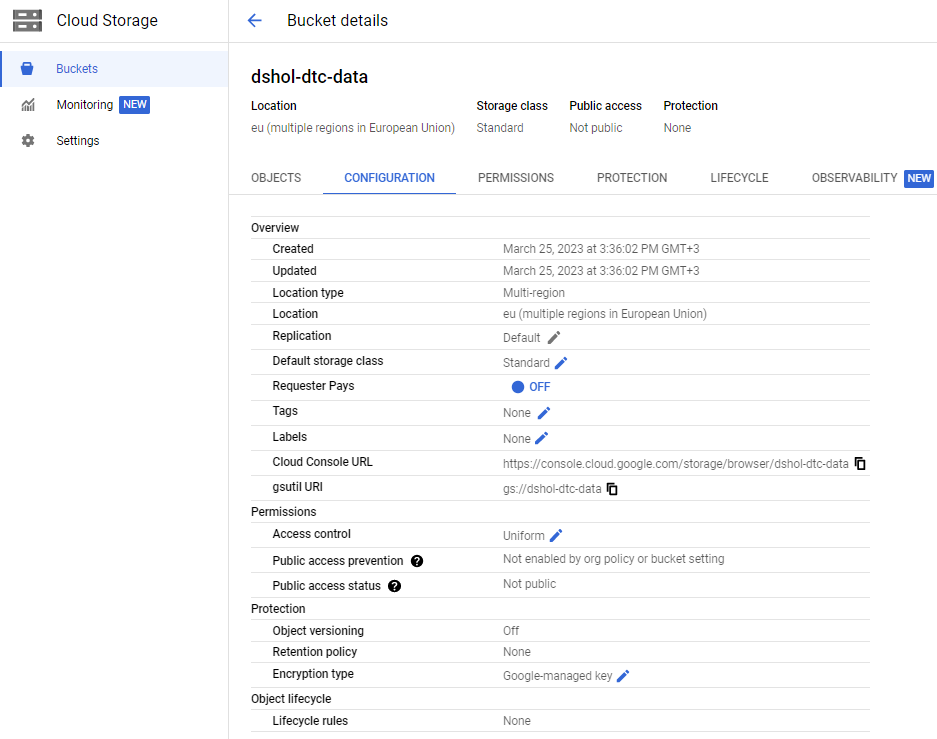 Cloud Storage
Bucket details
Buckets
Monitoring NEW
Settings
dshol-dtc-data
Location Storage class Public access Protection
eu (multiple regions in European Union) Standard Not public None
OBJECTS CONFIGURATION PERMISSIONS PROTECTION LIFECYCLE OBSERVABILITY NEW
Overview
Created March 25, 2023 at 3:36:02 PM GMT+3
Updated March 25, 2023 at 3:36:02 PM GMT+3
Location type Multi-region
Location eu (multiple regions in European Union)
Replication Default
Default storage class Standard
Requester Pays OFF
Tags None
Labels None
Cloud Console URL https://console.cloud.google.com/storage/browser/dshol-dtc-data
gsutil URI gs://dshol-dtc-data
Permissions
Access control Uniform
Public access prevention ? Not enabled by org policy or bucket setting
Public access status ? Not public
Protection
Object versioning Off
Retention policy None
Encryption type Google-managed key
Object lifecycle
Lifecycle rules None